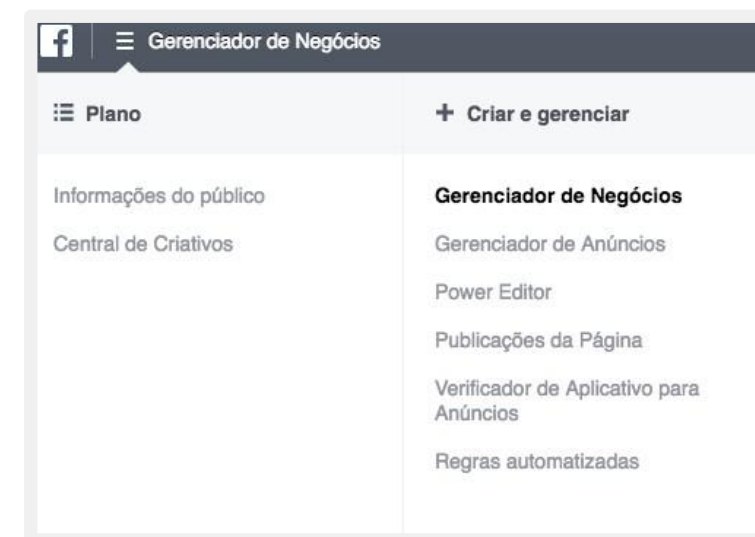 Gerenciador de Negócios
Plano
Informações do público
Central de Criativos
+ Criar e gerenciar
Gerenciador de Negócios
Gerenciador de Anúncios
Power Editor
Publicações da Página
Verificador de Aplicativo para
Anúncios
Regras automatizadas